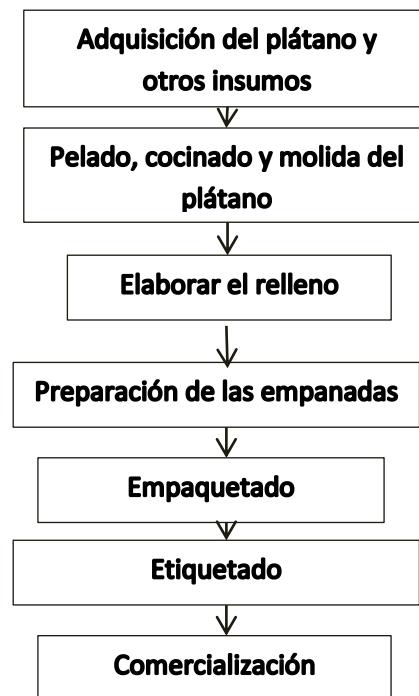 Adquisición del plátano y
otros insumos
Pelado, cocinado y molida del
plátano
Elaborar el relleno
Preparación de las empanadas
Empaquetado
Etiquetado
Comercialización